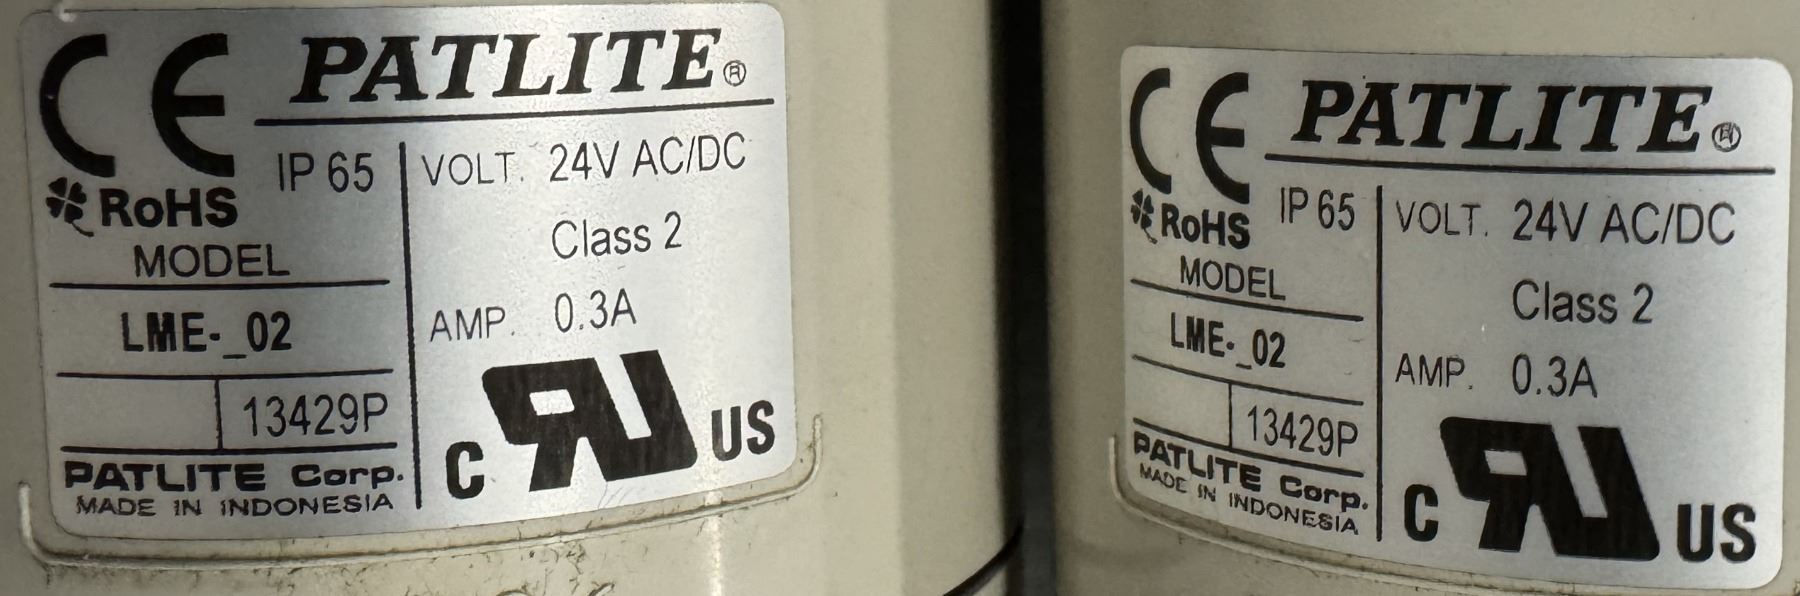 CE PATLITE®
IP 65
VOLT. 24V AC/DC
RoHS
Class 2
MODEL
LME-_02
AMP. 0.3A
13429P
C RU US
PATLITE Corp.
MADE IN INDONESIA
CE PATLITE®
IP 65
VOLT. 24V AC/DC
RoHS
Class 2
MODEL
LME-_02
AMP. 0.3A
13429P
C RU US
PATLITE Corp.
MADE IN INDONESIA